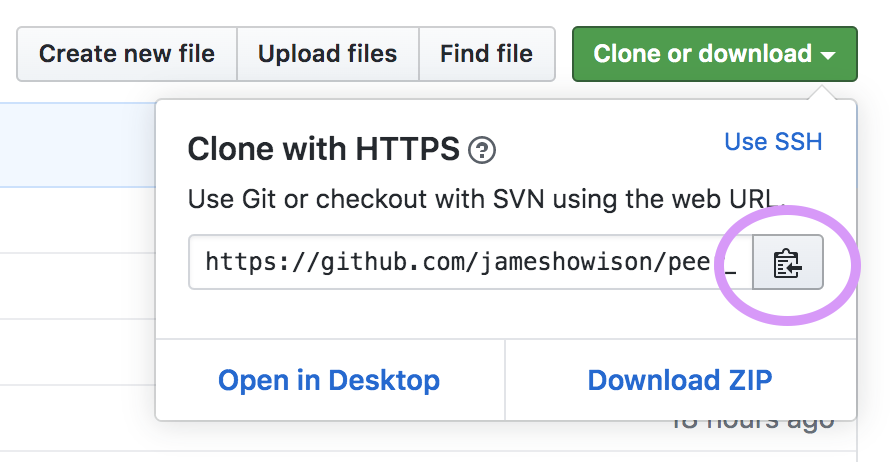 Create new file Upload files Find file Clone or download
Clone with HTTPS ? Use SSH
Use Git or checkout with SVN using the web URL.
https://github.com/jameshowison/pee
Open in Desktop Download ZIP
18 hours ago